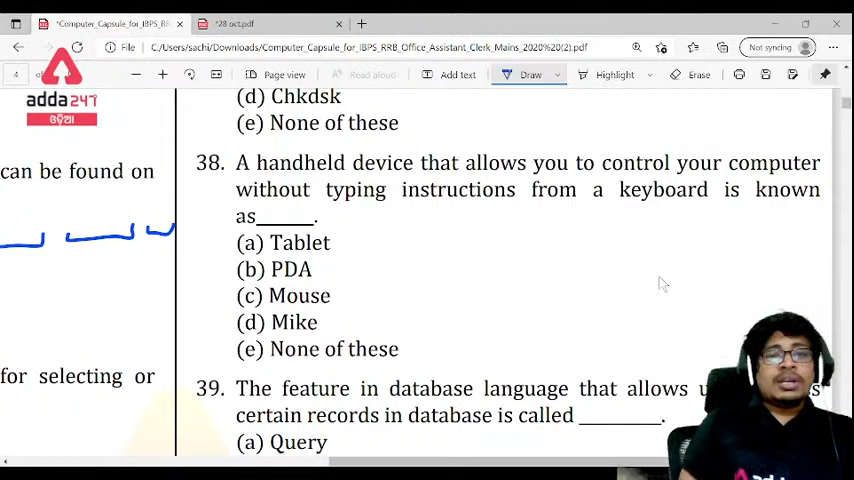 *Computer_Capsule_for_IBPS_RR
*28 oct.pdf
File
C:/Users/sachi/Downloads/Computer_Capsule_for_IBPS_RRB_Office_Assistant_Clerk_Mains_2020%20(2).pdf
Not syncing
4
Page view
Read aloud
Add text
Draw
Highlight
Erase
adda247
ଓଡ଼ିଆ
(d) Chkdsk
(e) None of these
can be found on
38. A handheld device that allows you to control your computer
without typing instructions from a keyboard is known
as______.
(a) Tablet
(b) PDA
(c) Mouse
(d) Mike
(e) None of these
for selecting or
39. The feature in database language that allows
certain records in database is called _________.
(a) Query